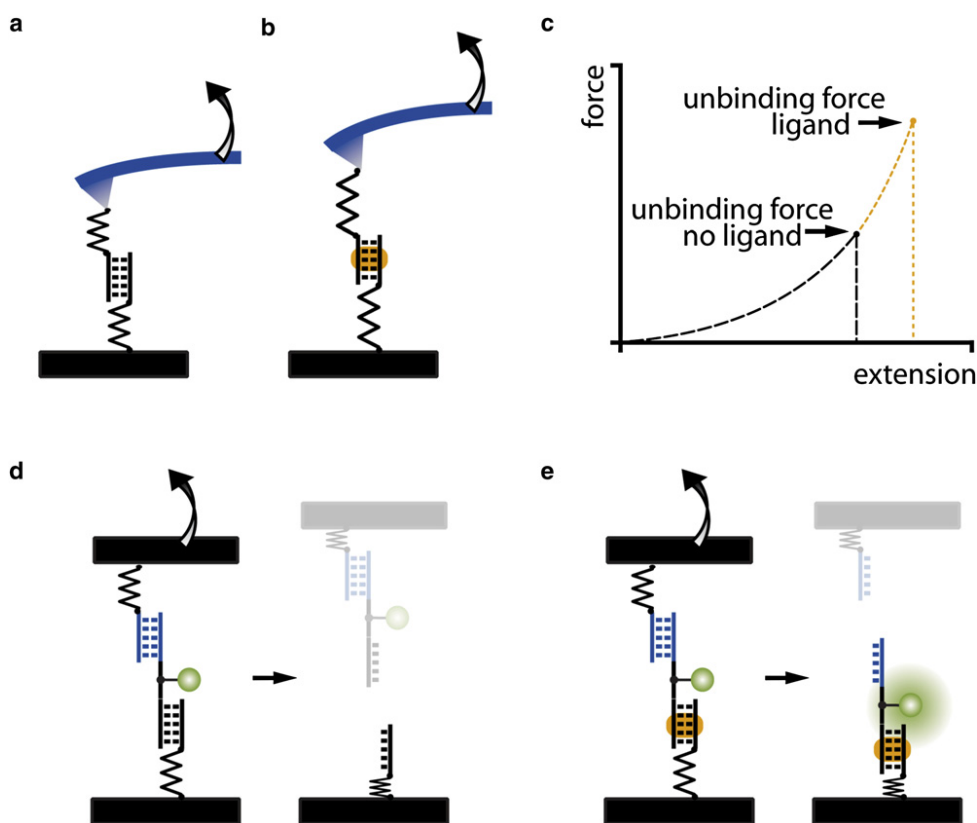 a
b
c
force
unbinding force
ligand
unbinding force
no ligand
extension
d
e